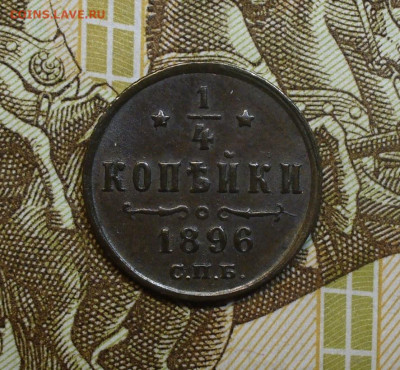 COINS.LAVE.RU
1/4
КОПѢЙКИ
1896
С.П.Б.